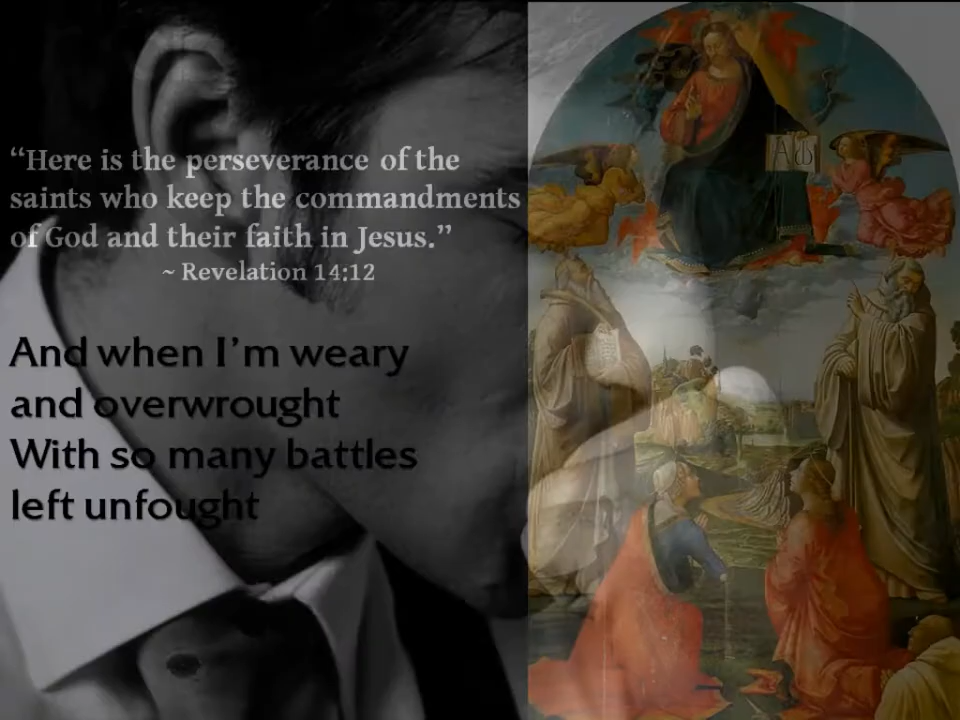 “Here is the perseverance of the
saints who keep the commandments
of God and their faith in Jesus.”
~ Revelation 14:12
And when I’m weary
and overwrought
With so many battles
left unfought